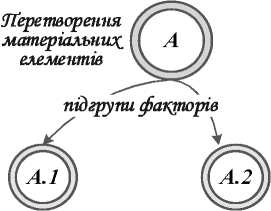 Перетворення
матеріальних
елементів
A
підгрупи факторів
A.1
A.2